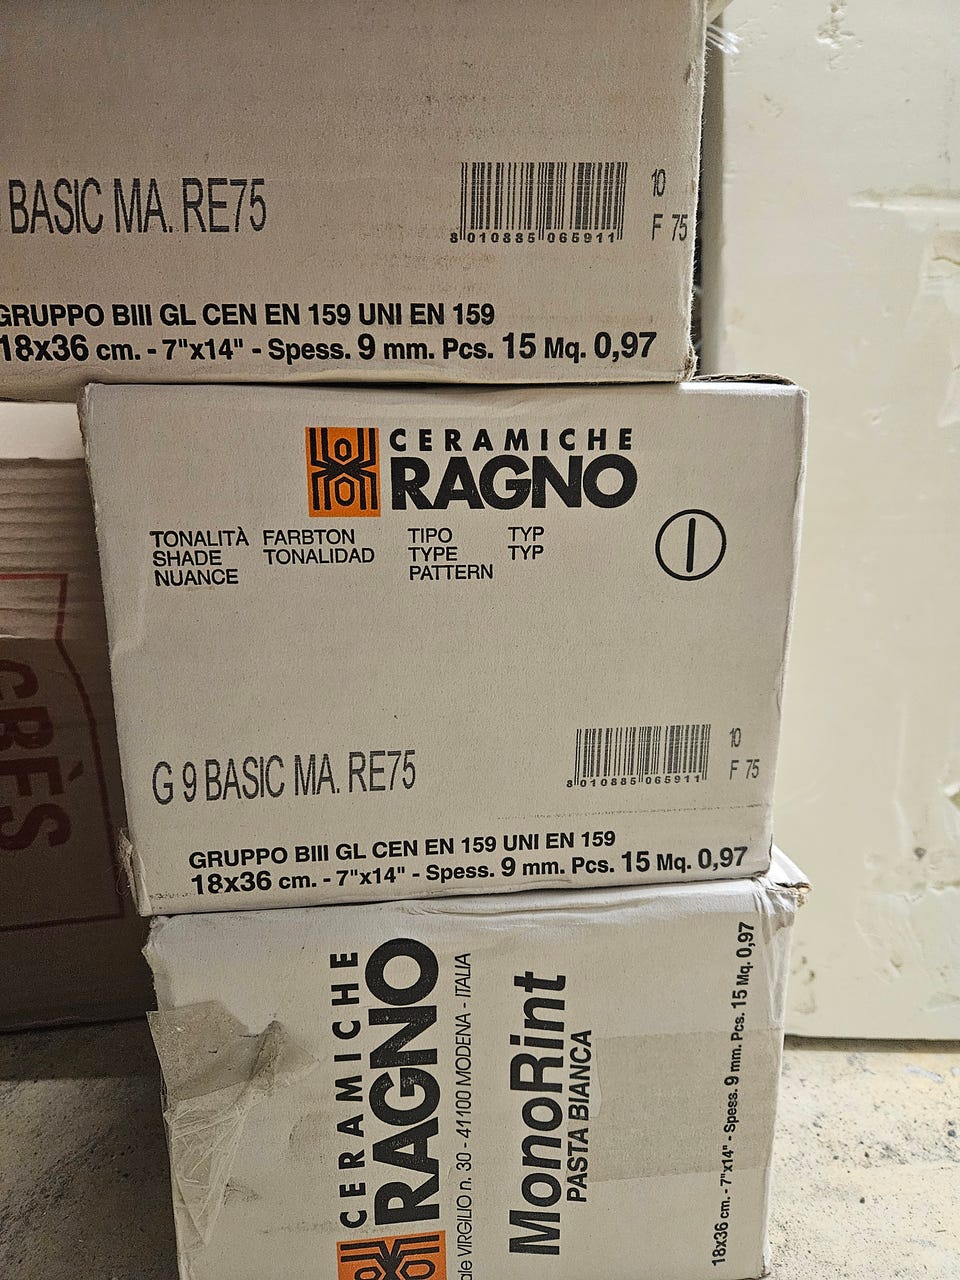 BASIC MA. RE75
8 010885 065911
10
F 75
GRUPPO BIII GL CEN EN 159 UNI EN 159
18x36 cm. - 7"x14" - Spess. 9 mm. Pcs. 15 Mq. 0,97
CERAMICHE
RAGNO
TONALITÀ FARBTON TIPO TYP
SHADE TONALIDAD TYPE TYP
NUANCE PATTERN
I
G 9 BASIC MA. RE75
8 010885 065911
10
F 75
GRUPPO BIII GL CEN EN 159 UNI EN 159
18x36 cm. - 7"x14" - Spess. 9 mm. Pcs. 15 Mq. 0,97
GRÈS
CERAMICHE
RAGNO
ale VIRGILIO n. 30 - 41100 MODENA - ITALIA
MonoRint
PASTA BIANCA
18x36 cm. - 7"x14" - Spess. 9 mm. Pcs. 15 Mq. 0,97